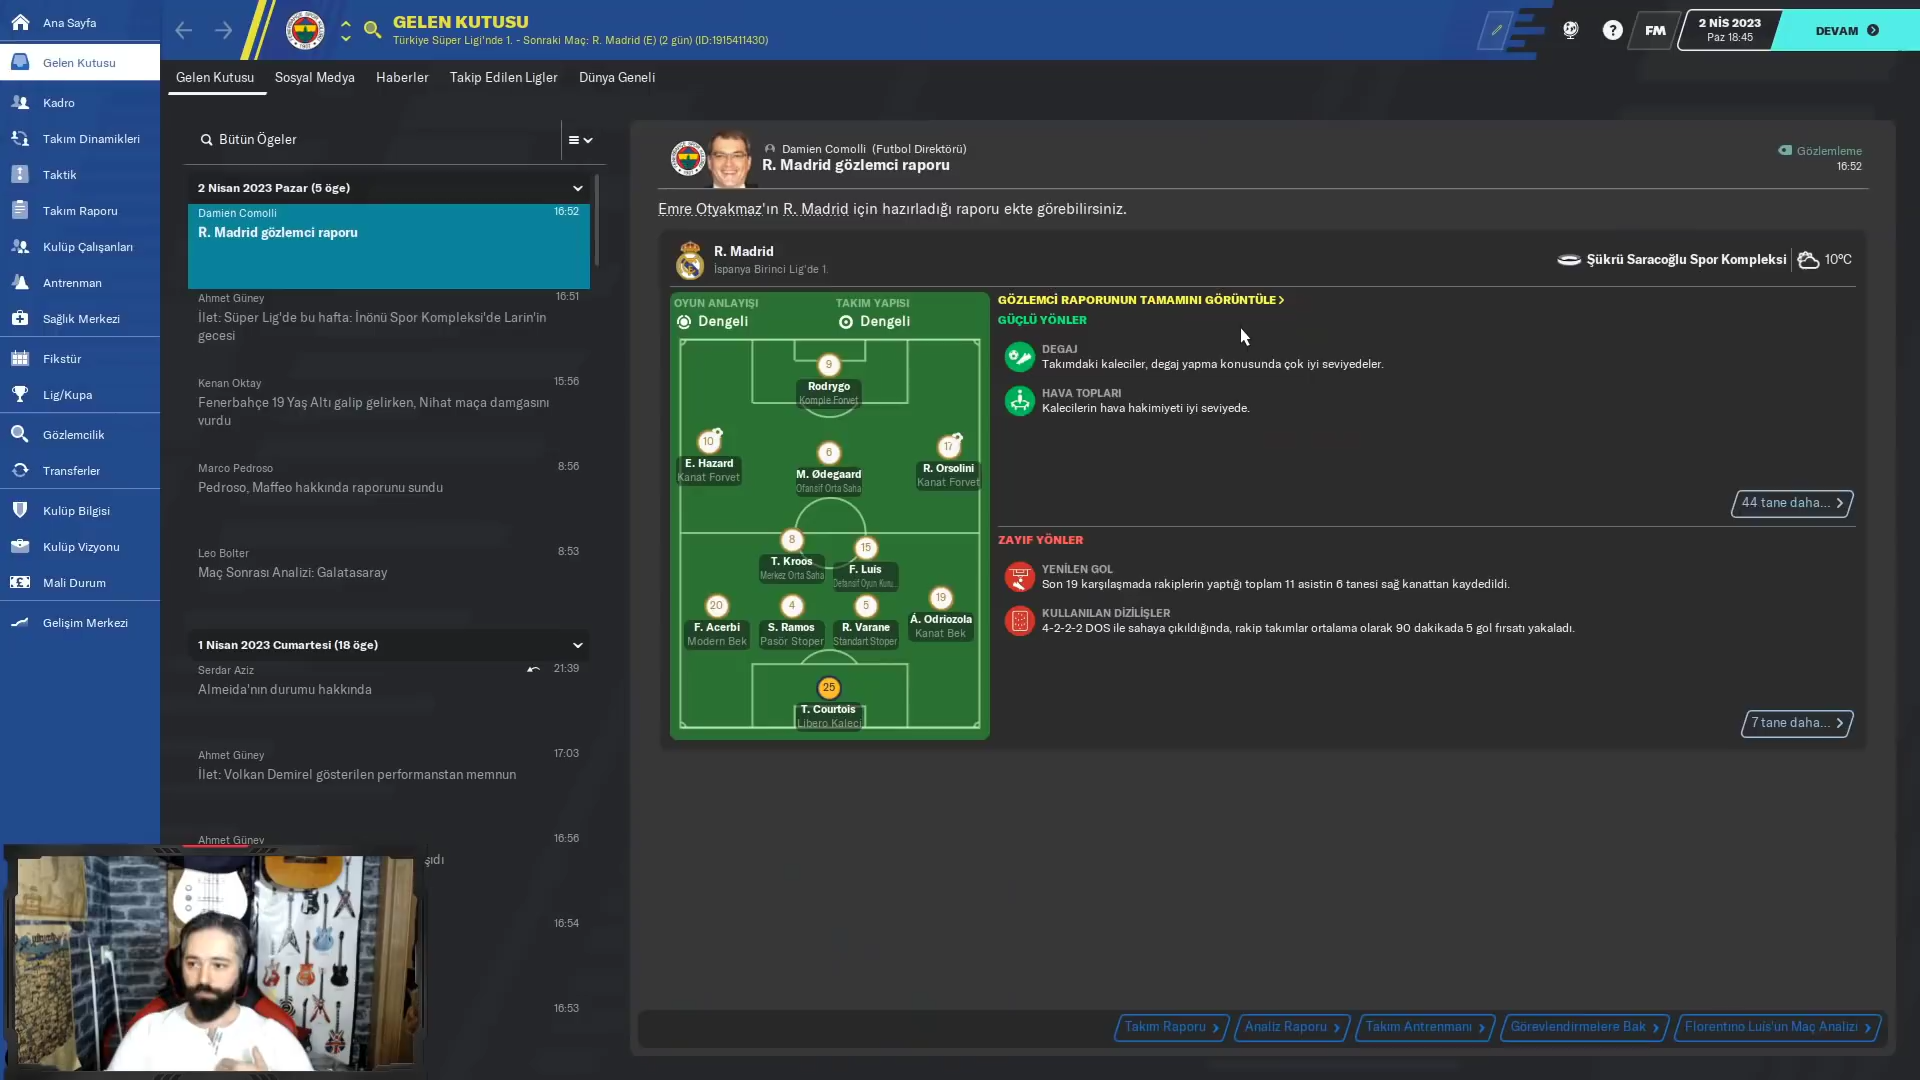 Ana Sayfa
Gelen Kutusu
Kadro
Takım Dinamikleri
Taktik
Takım Raporu
Kulüp Çalışanları
Antrenman
Sağlık Merkezi
Fikstür
Lig/Kupa
Gözlemcilik
Transferler
Kulüp Bilgisi
Kulüp Vizyonu
Mali Durum
Gelişim Merkezi
GELEN KUTUSU
Türkiye Süper Ligi'nde 1. - Sonraki Maç: R. Madrid (E) (2 gün) (ID:1915411430)
FM
2 NİS 2023
Paz 18:45
DEVAM
Gelen Kutusu
Sosyal Medya
Haberler
Takip Edilen Ligler
Dünya Geneli
Bütün Ögeler
2 Nisan 2023 Pazar (5 öge)
Damien Comolli 16:52
R. Madrid gözlemci raporu
Ahmet Güney 16:51
İlet: Süper Lig'de bu hafta: İnönü Spor Kompleksi'de Larin'in
gecesi
Kenan Oktay 15:56
Fenerbahçe 19 Yaş Altı galip gelirken, Nihat maça damgasını
vurdu
Marco Pedroso 8:56
Pedroso, Maffeo hakkında raporunu sundu
Leo Bolter 8:53
Maç Sonrası Analizi: Galatasaray
1 Nisan 2023 Cumartesi (18 öge)
Serdar Aziz 21:39
Almeida'nın durumu hakkında
Ahmet Güney 17:03
İlet: Volkan Demirel gösterilen performanstan memnun
Ahmet Güney 16:56
şıdı
16:54
16:53
Damien Comolli (Futbol Direktörü)
R. Madrid gözlemci raporu
Gözlemleme
16:52
Emre Otyakmaz'ın R. Madrid için hazırladığı raporu ekte görebilirsiniz.
R. Madrid
İspanya Birinci Lig'de 1.
Şükrü Saracoğlu Spor Kompleksi
10°C
OYUN ANLAYIŞI
Dengeli
TAKIM YAPISI
Dengeli
9
Rodrygo
Komple Forvet
10
E. Hazard
Kanat Forvet
6
M. Ødegaard
Ofansif Orta Saha
17
R. Orsolini
Kanat Forvet
8
T. Kroos
Merkez Orta Saha
15
F. Luís
Defansif Oyun Kuru...
20
F. Acerbi
Modern Bek
4
S. Ramos
Pasör Stoper
5
R. Varane
Standart Stoper
19
Á. Odriozola
Kanat Bek
25
T. Courtois
Libero Kaleci
GÖZLEMCİ RAPORUNUN TAMAMINI GÖRÜNTÜLE >
GÜÇLÜ YÖNLER
DEGAJ
Takımdaki kaleciler, degaj yapma konusunda çok iyi seviyedeler.
HAVA TOPLARI
Kalecilerin hava hakimiyeti iyi seviyede.
44 tane daha... >
ZAYIF YÖNLER
YENİLEN GOL
Son 19 karşılaşmada rakiplerin yaptığı toplam 11 asistin 6 tanesi sağ kanattan kaydedildi.
KULLANILAN DİZİLİŞLER
4-2-2-2 DOS ile sahaya çıkıldığında, rakip takımlar ortalama olarak 90 dakikada 5 gol fırsatı yakaladı.
7 tane daha... >
Takım Raporu >
Analiz Raporu >
Takım Antrenmanı >
Görevlendirmelere Bak >
Florentino Luís'un Maç Analizi >